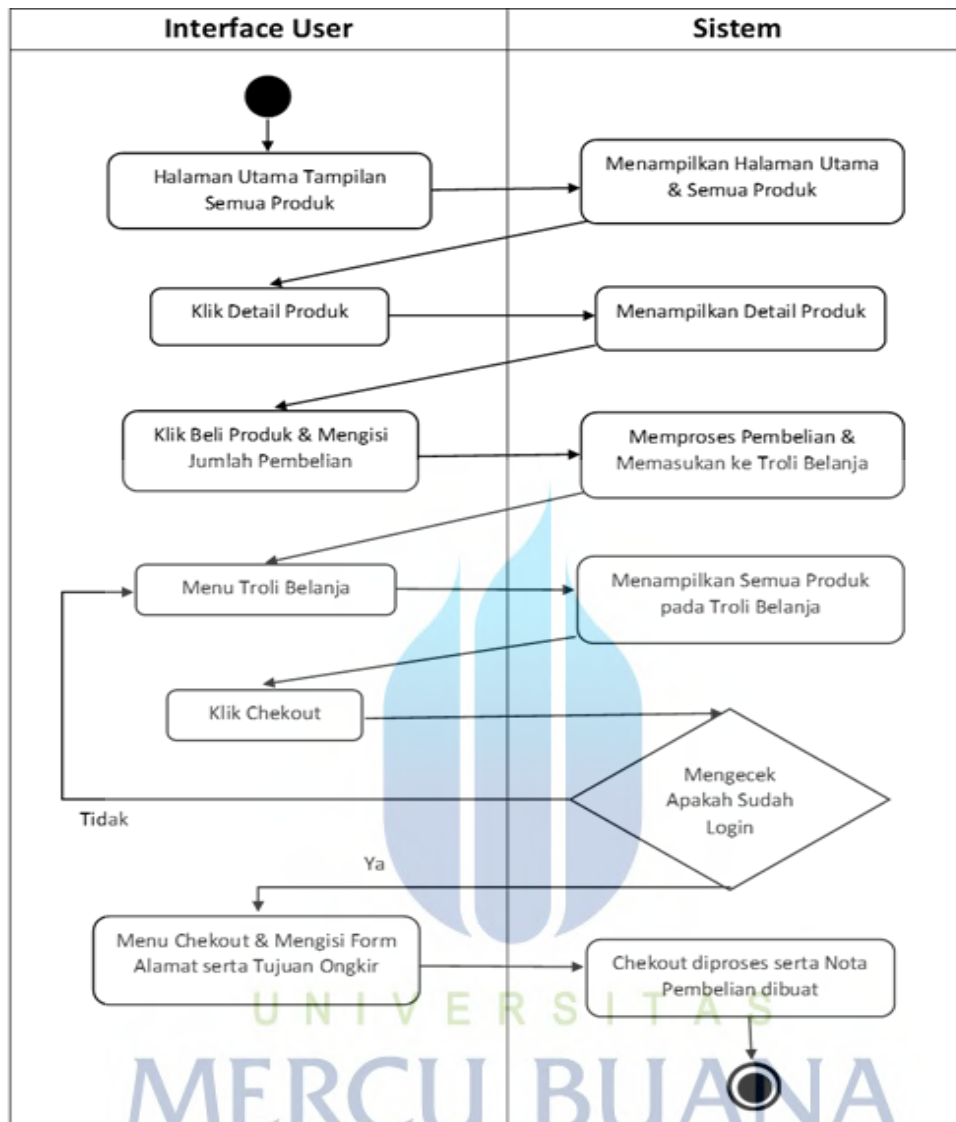 Interface User
Sistem
Halaman Utama Tampilan
Semua Produk
Menampilkan Halaman Utama
& Semua Produk
Klik Detail Produk
Menampilkan Detail Produk
Klik Beli Produk & Mengisi
Jumlah Pembelian
Memproses Pembelian &
Memasukan ke Troli Belanja
Menu Troli Belanja
Menampilkan Semua Produk
pada Troli Belanja
Klik Chekout
Mengecek
Apakah Sudah
Login
Tidak
Ya
Menu Chekout & Mengisi Form
Alamat serta Tujuan Ongkir
Chekout diproses serta Nota
Pembelian dibuat
UNIVERSITAS
MERCU BUANA